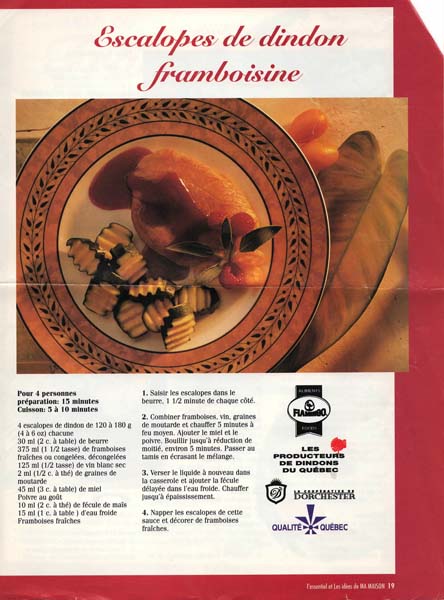 Escalopes de dindon
framboisine
Pour 4 personnes
préparation: 15 minutes
Cuisson: 5 à 10 minutes
4 escalopes de dindon de 120 à 180 g
(4 à 6 oz) chacune
30 ml (2 c. à table) de beurre
375 ml (1 1/2 tasse) de framboises
fraîches ou congelées, décongelées
125 ml (1/2 tasse) de vin blanc sec
2 ml (1/2 c. à thé) de graines de
moutarde
45 ml (3 c. à table) de miel
Poivre au goût
10 ml (2 c. à thé) de fécule de maïs
15 ml (1 c. à table ) d'eau froide
Framboises fraîches
1. Saisir les escalopes dans le
beurre, 1 1/2 minute de chaque côté.
2. Combiner framboises, vin, graines
de moutarde et chauffer 5 minutes à
feu moyen. Ajouter le miel et le
poivre. Bouillir jusqu'à réduction de
moitié, environ 5 minutes. Passer au
tamis en écrasant le mélange.
3. Verser le liquide à nouveau dans
la casserole et ajouter la fécule
délayée dans l'eau froide. Chauffer
jusqu'à épaississement.
4. Napper les escalopes de cette
sauce et décorer de framboises
fraîches.
ALIMENTS
FLAMINGO
FOODS
LES
PRODUCTEURS
DE DINDONS
DU QUÉBEC
D
LA COOPÉRATIVE DE
DORCHESTER
QUALITÉ QUÉBEC
l'essentiel et Les idées de MA MAISON 19